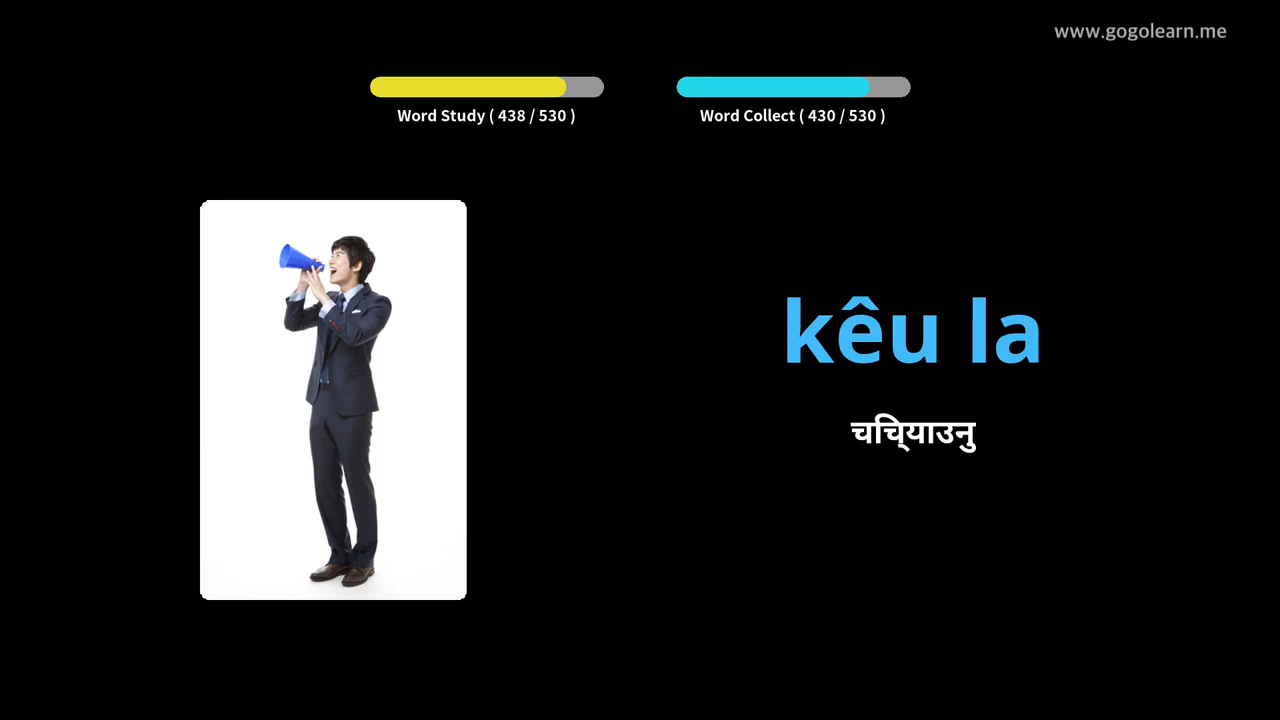 www.gogolearn.me
Word Study ( 438 / 530 )
Word Collect ( 430 / 530 )
kêu la
चिच्याउनु